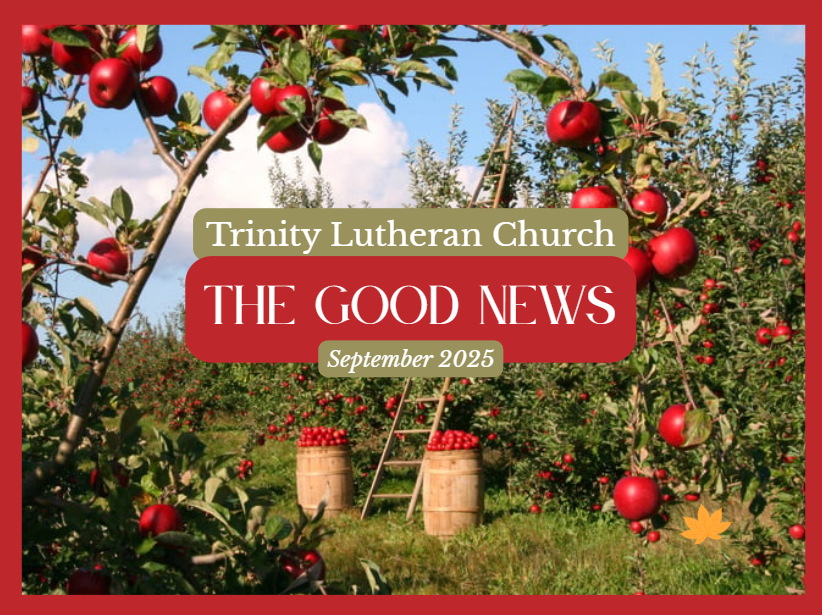 Trinity Lutheran Church
THE GOOD NEWS
September 2025